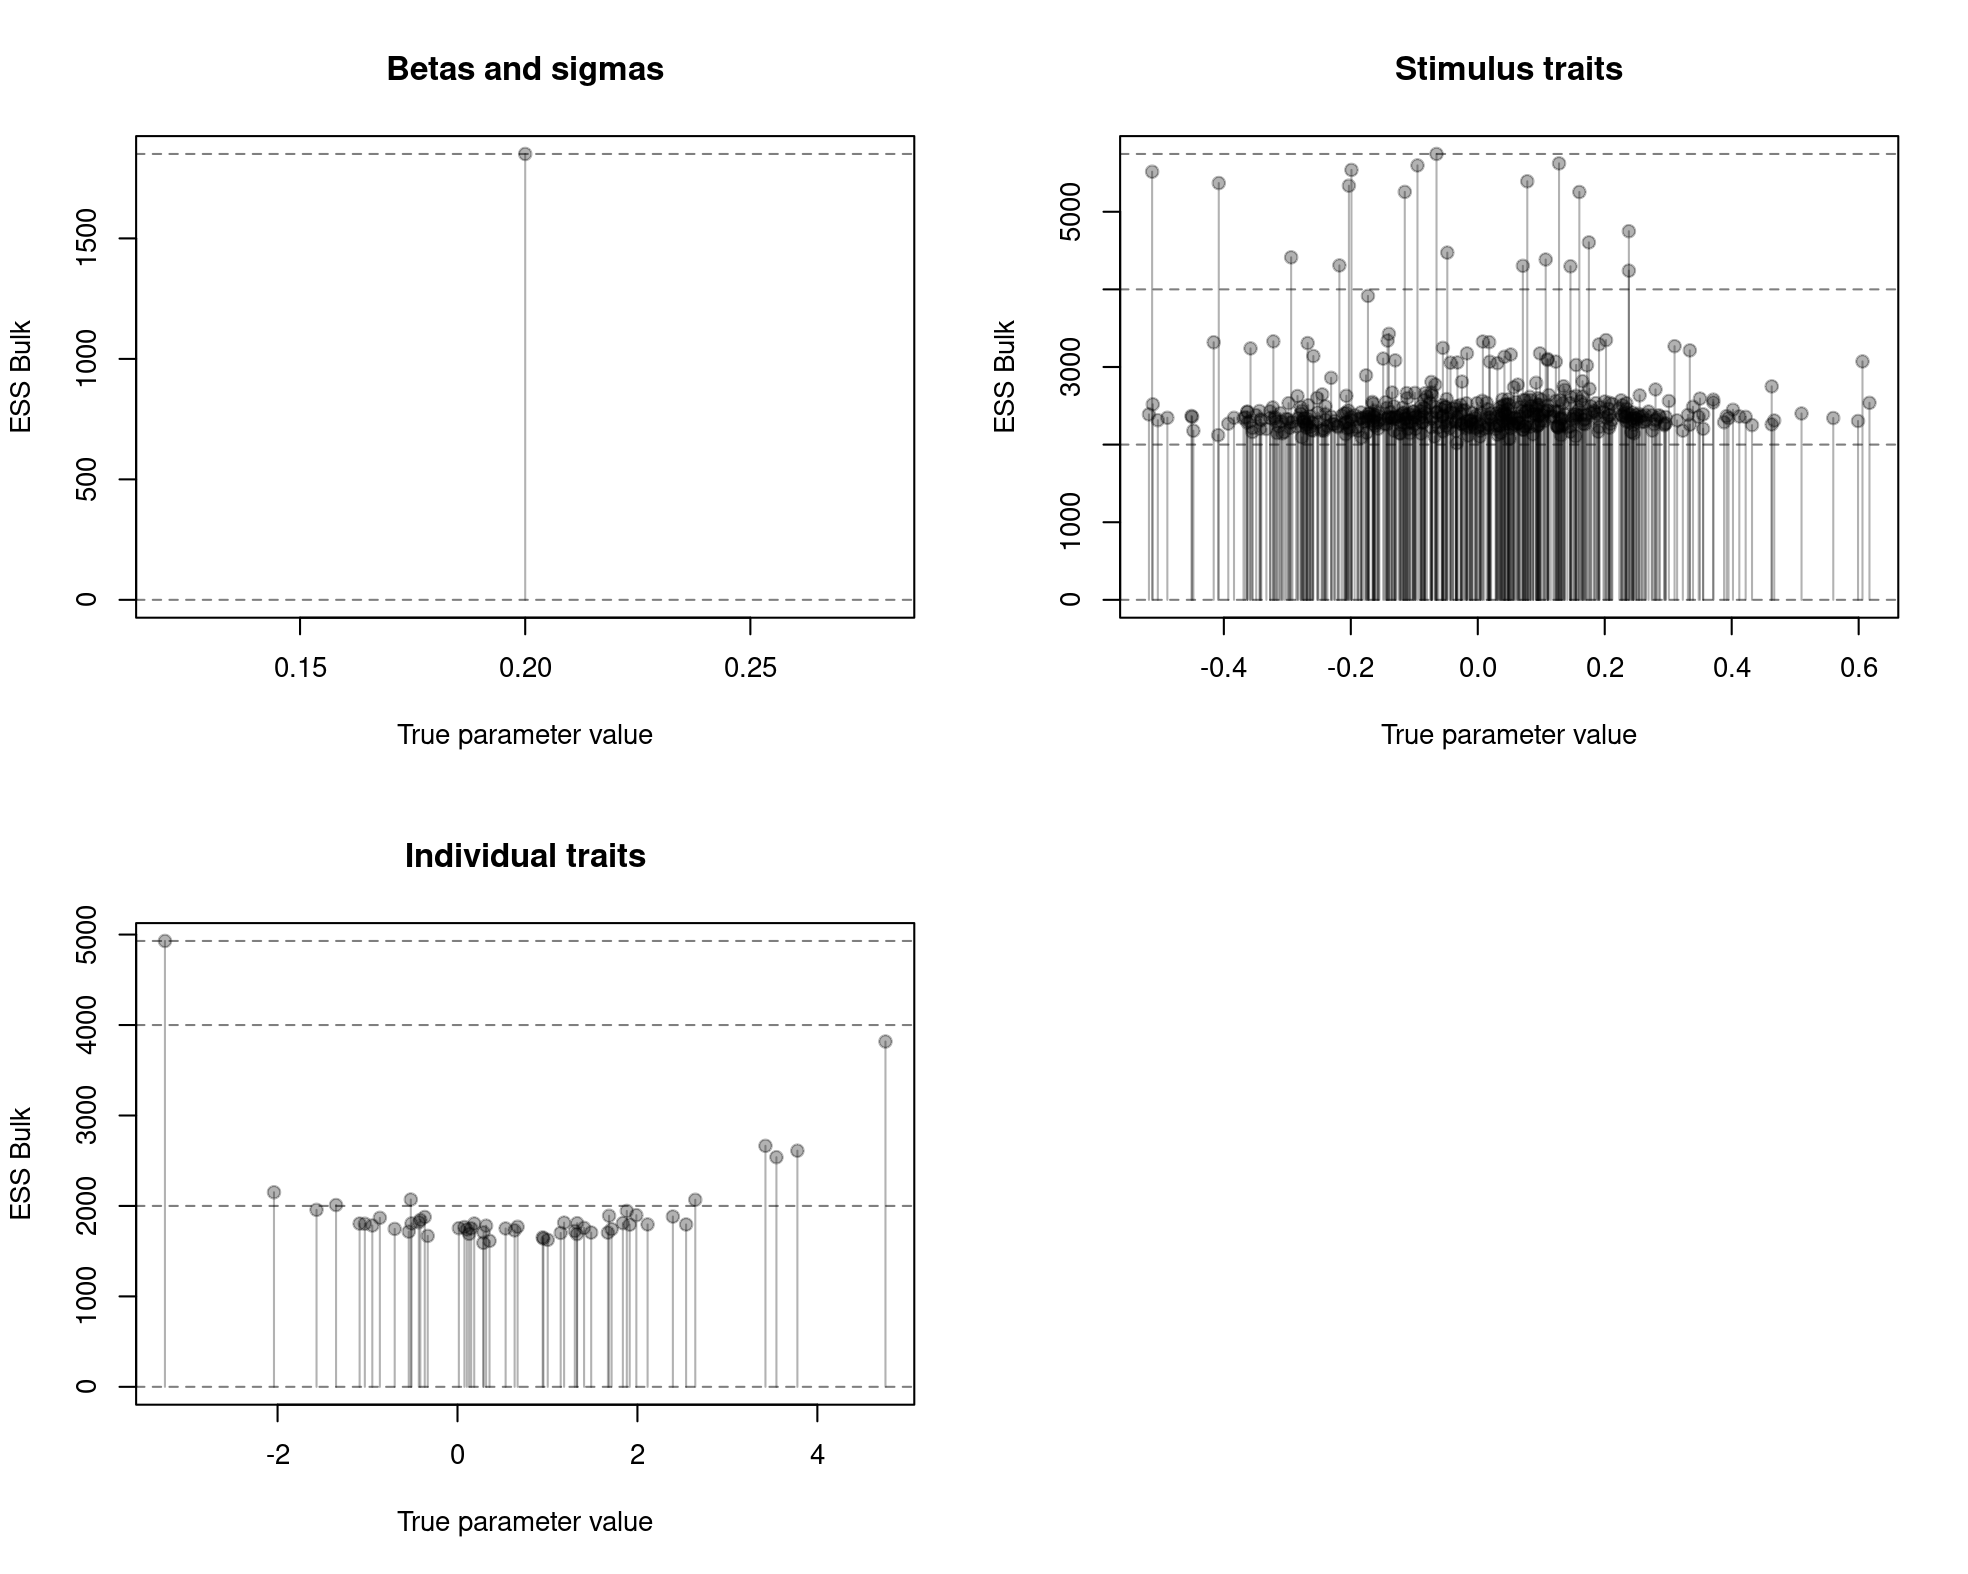 Betas and sigmas
ESS Bulk
0
500
1000
1500
0.15 0.20 0.25
True parameter value
Stimulus traits
ESS Bulk
0
1000
3000
5000
-0.4 -0.2 0.0 0.2 0.4 0.6
True parameter value
Individual traits
ESS Bulk
0
1000
2000
3000
4000
5000
-2 0 2 4
True parameter value